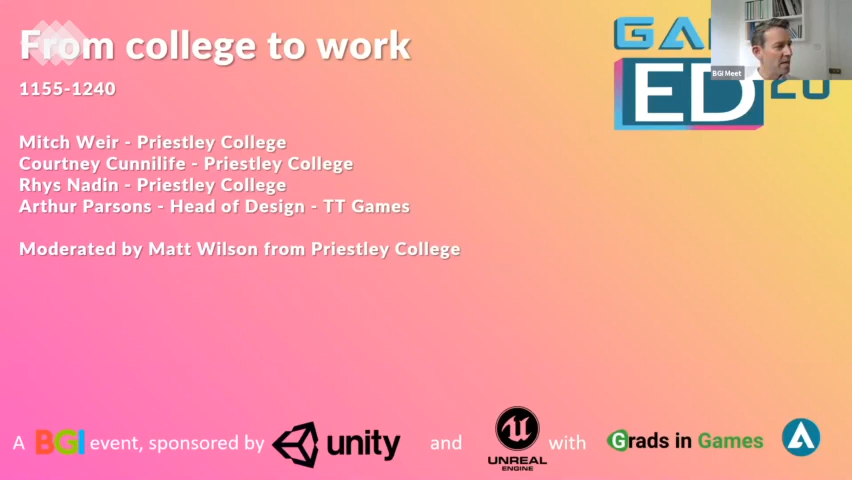 From college to work
1155-1240
Mitch Weir - Priestley College
Courtney Cunnilife - Priestley College
Rhys Nadin - Priestley College
Arthur Parsons - Head of Design - TT Games
Moderated by Matt Wilson from Priestley College
ED
BGI Meet
A BGI event, sponsored by unity and UNREAL ENGINE with Grads in Games